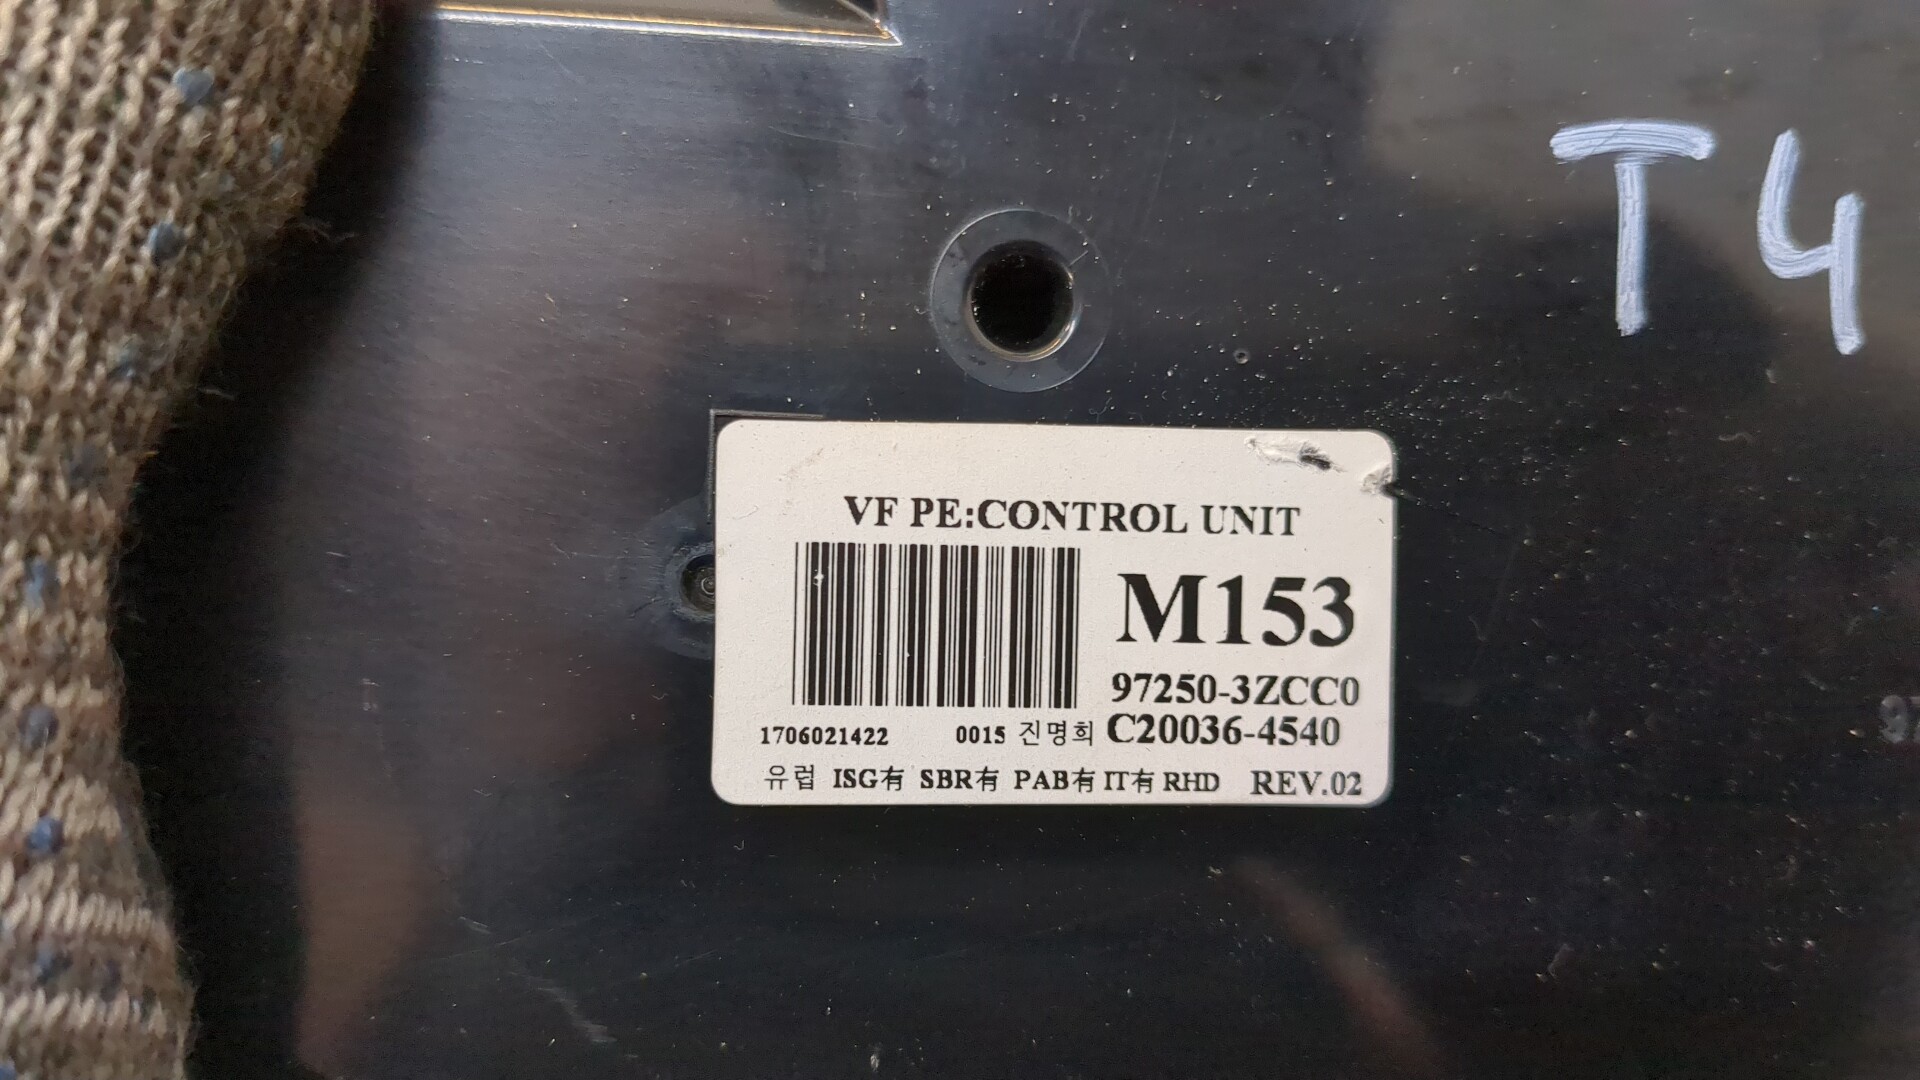 T4
VF PE:CONTROL UNIT
M153
97250-3ZCC0
1706021422 0015 진명희 C20036-4540
유럽 ISG有 SBR有 PAB有 IT有 RHD REV.02